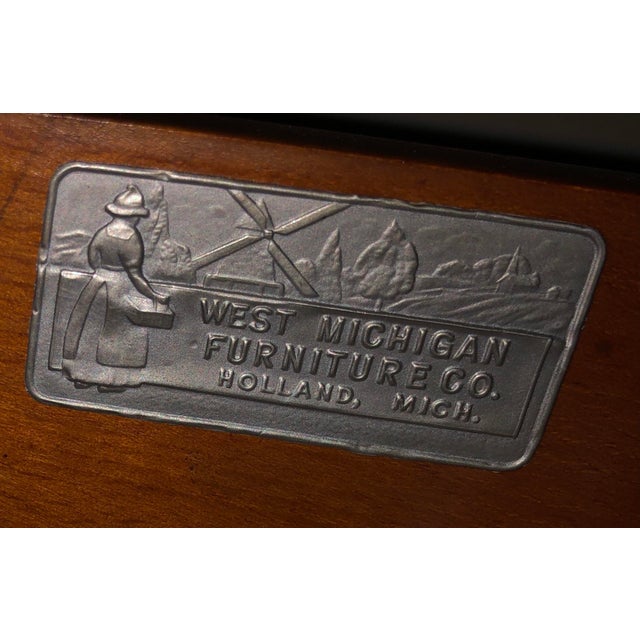 WEST MICHIGAN
FURNITURE CO.
HOLLAND, MICH.